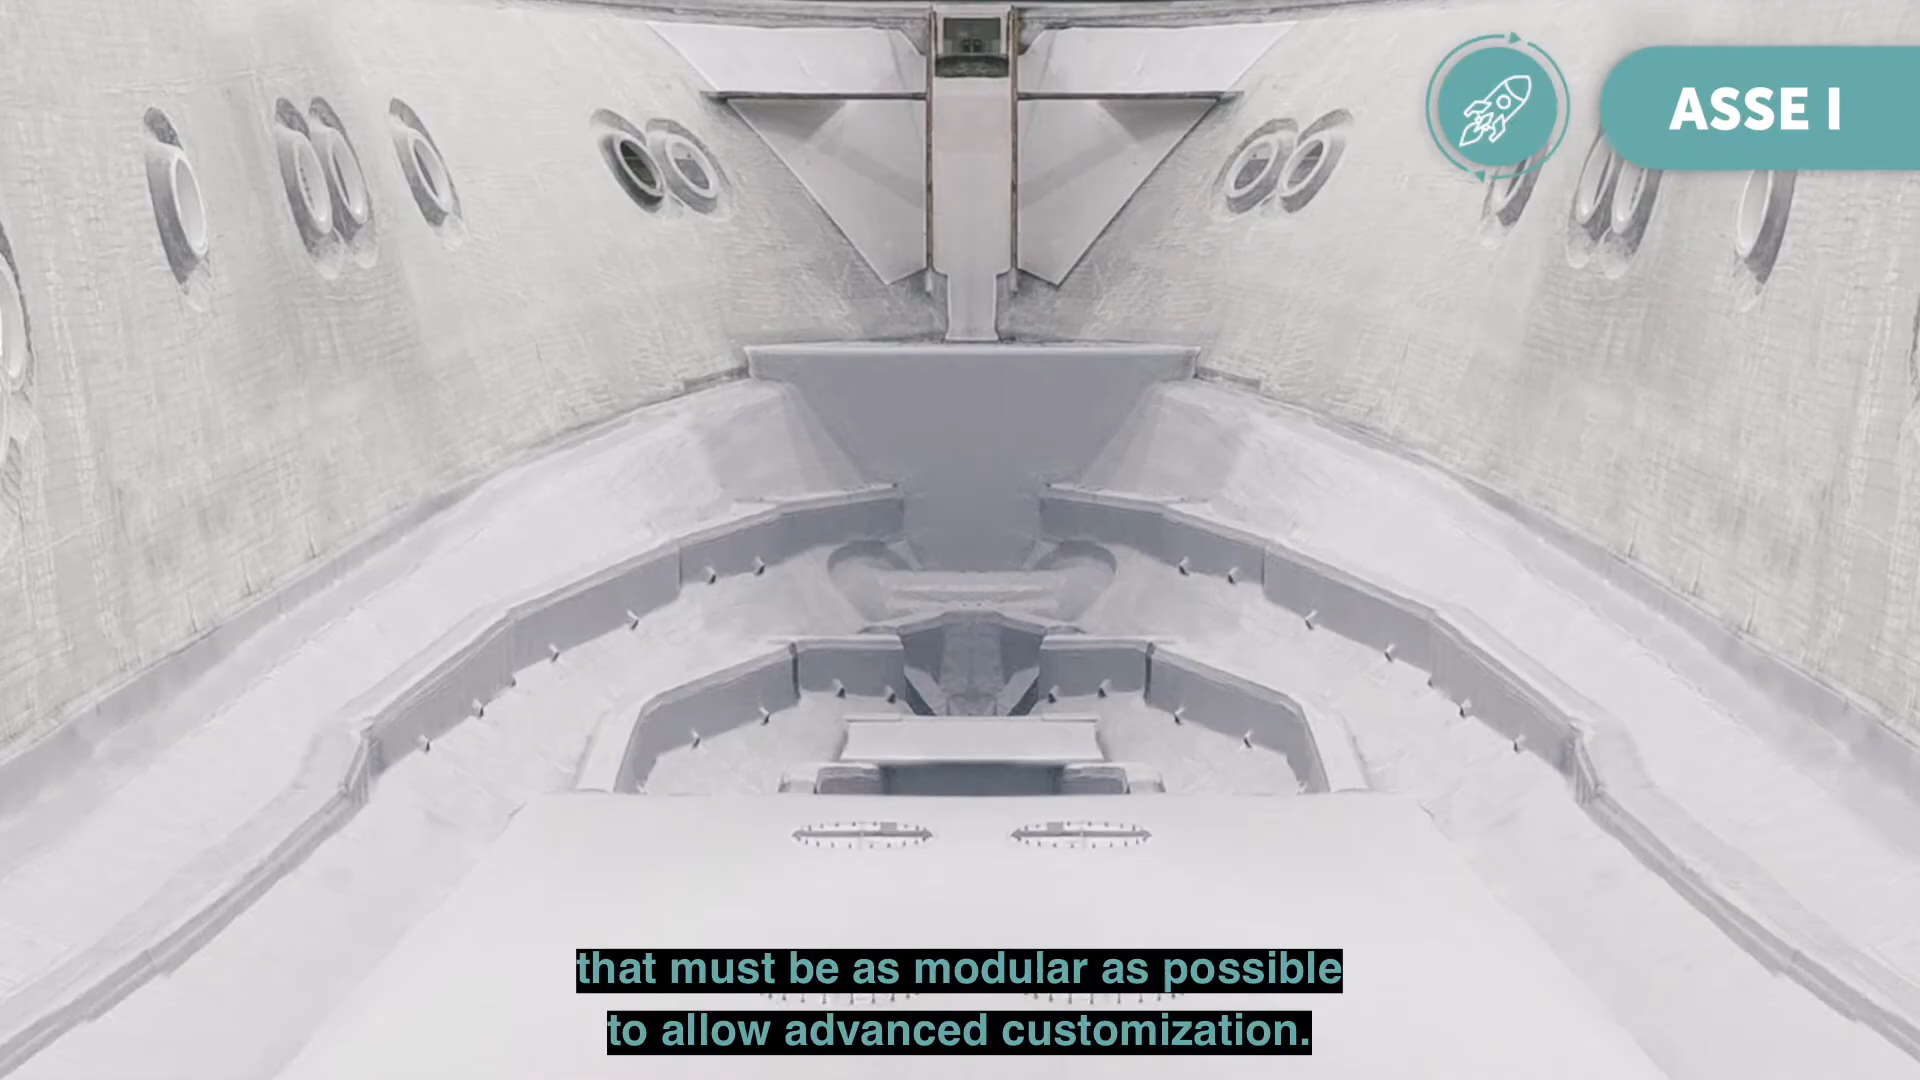 ASSE I
that must be as modular as possible
to allow advanced customization.